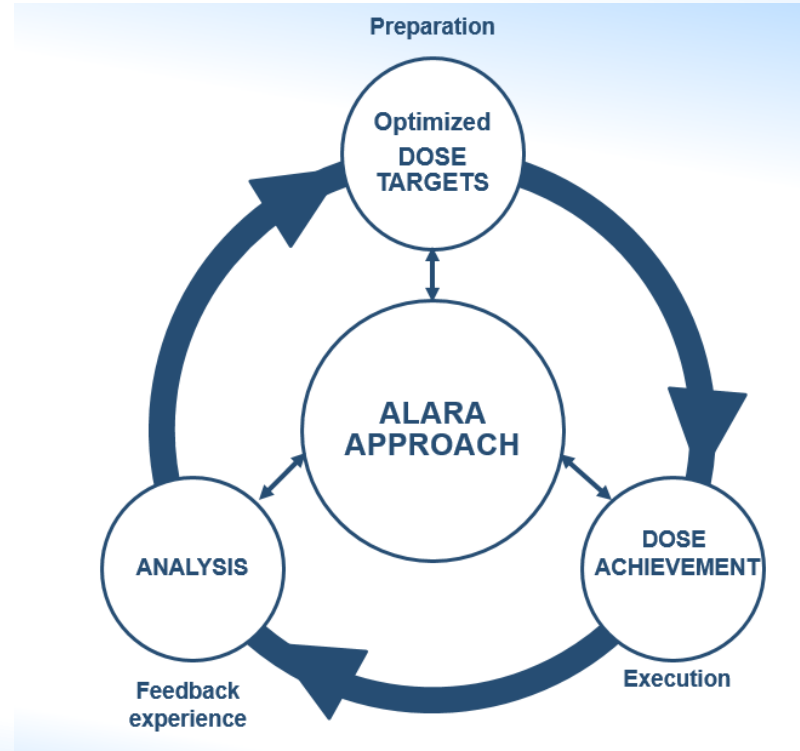 Preparation
Optimized
DOSE
TARGETS
ALARA
APPROACH
ANALYSIS
DOSE
ACHIEVEMENT
Feedback
experience
Execution